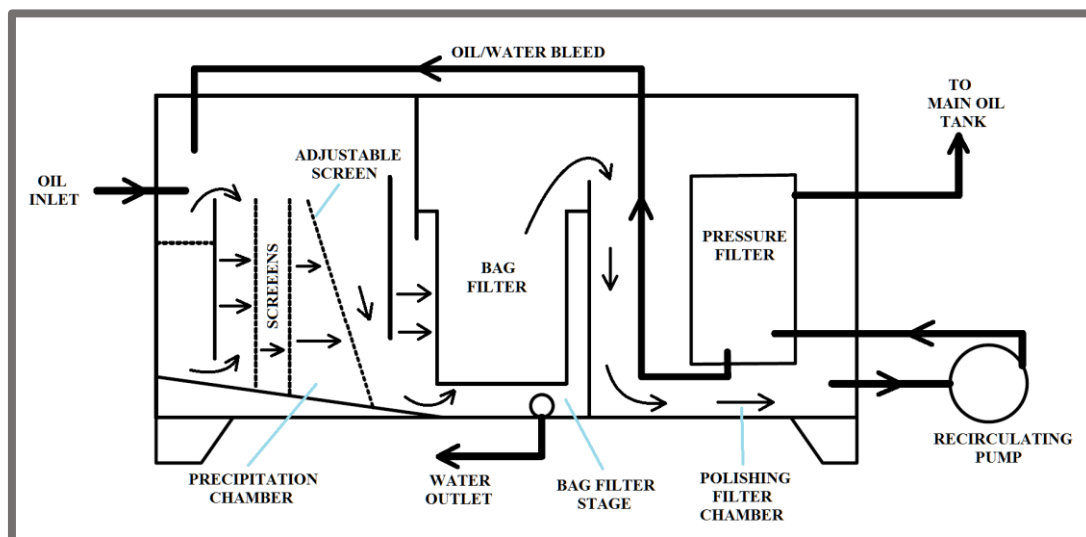 OIL/WATER BLEED
TO
MAIN OIL
TANK
ADJUSTABLE
SCREEN
OIL
INLET
SCREEENS
BAG
FILTER
PRESSURE
FILTER
PRECIPITATION
CHAMBER
WATER
OUTLET
BAG FILTER
STAGE
POLISHING
FILTER
CHAMBER
RECIRCULATING
PUMP